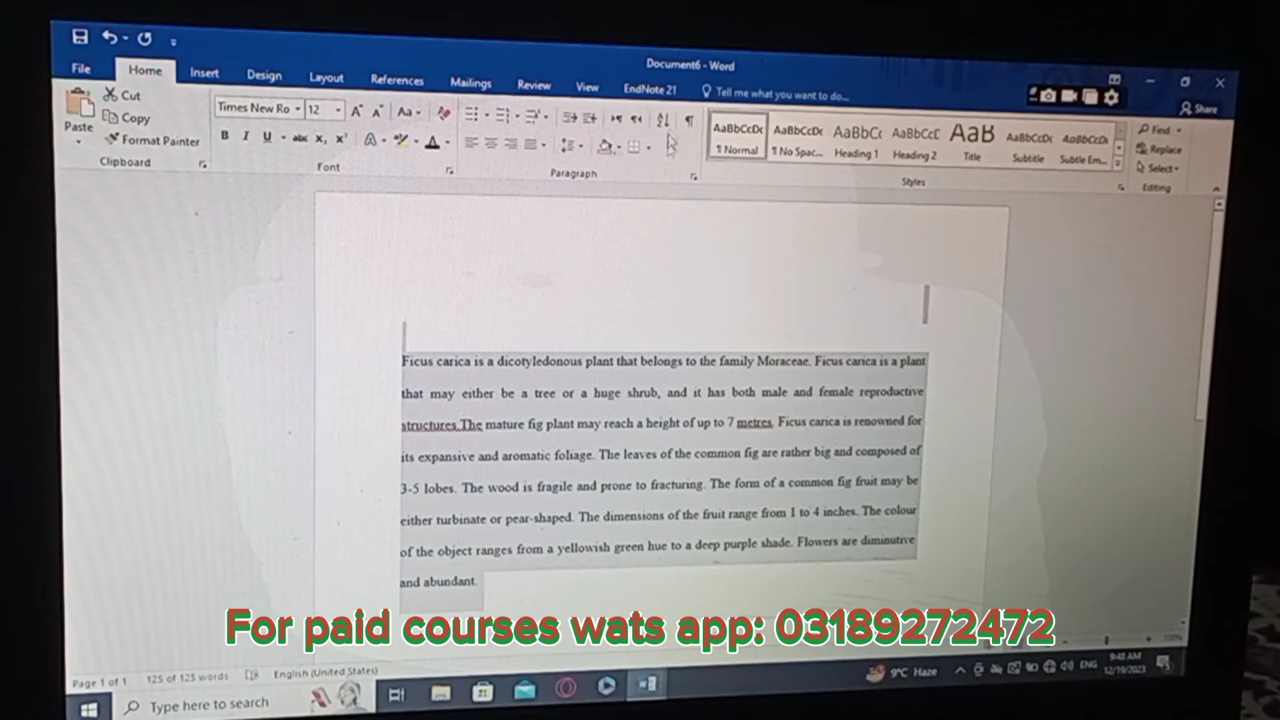 Document6 - Word
File Home Insert Design Layout References Mailings Review View EndNote 21 Tell me what you want to do...
Share
Paste
Cut
Copy
Format Painter
Clipboard
Times New Ro 12
Font
Paragraph
AaBbCcDc AaBbCcDc AaBbCc AaBbCcC AaB AaBbCcDc AaBbCcDc
¶ Normal ¶ No Spac... Heading 1 Heading 2 Title Subtitle Subtle Em...
Styles
Find
Replace
Select
Editing
Ficus carica is a dicotyledonous plant that belongs to the family Moraceae. Ficus carica is a plant
that may either be a tree or a huge shrub, and it has both male and female reproductive
structures.The mature fig plant may reach a height of up to 7 metres. Ficus carica is renowned for
its expansive and aromatic foliage. The leaves of the common fig are rather big and composed of
3-5 lobes. The wood is fragile and prone to fracturing. The form of a common fig fruit may be
either turbinate or pear-shaped. The dimensions of the fruit range from 1 to 4 inches. The colour
of the object ranges from a yellowish green hue to a deep purple shade. Flowers are diminutive
and abundant.
For paid courses wats app: 03189272472
Page 1 of 1 125 of 125 words English (United States)
Type here to search
9°C Haze
ENG
9:48 AM
12/19/2023